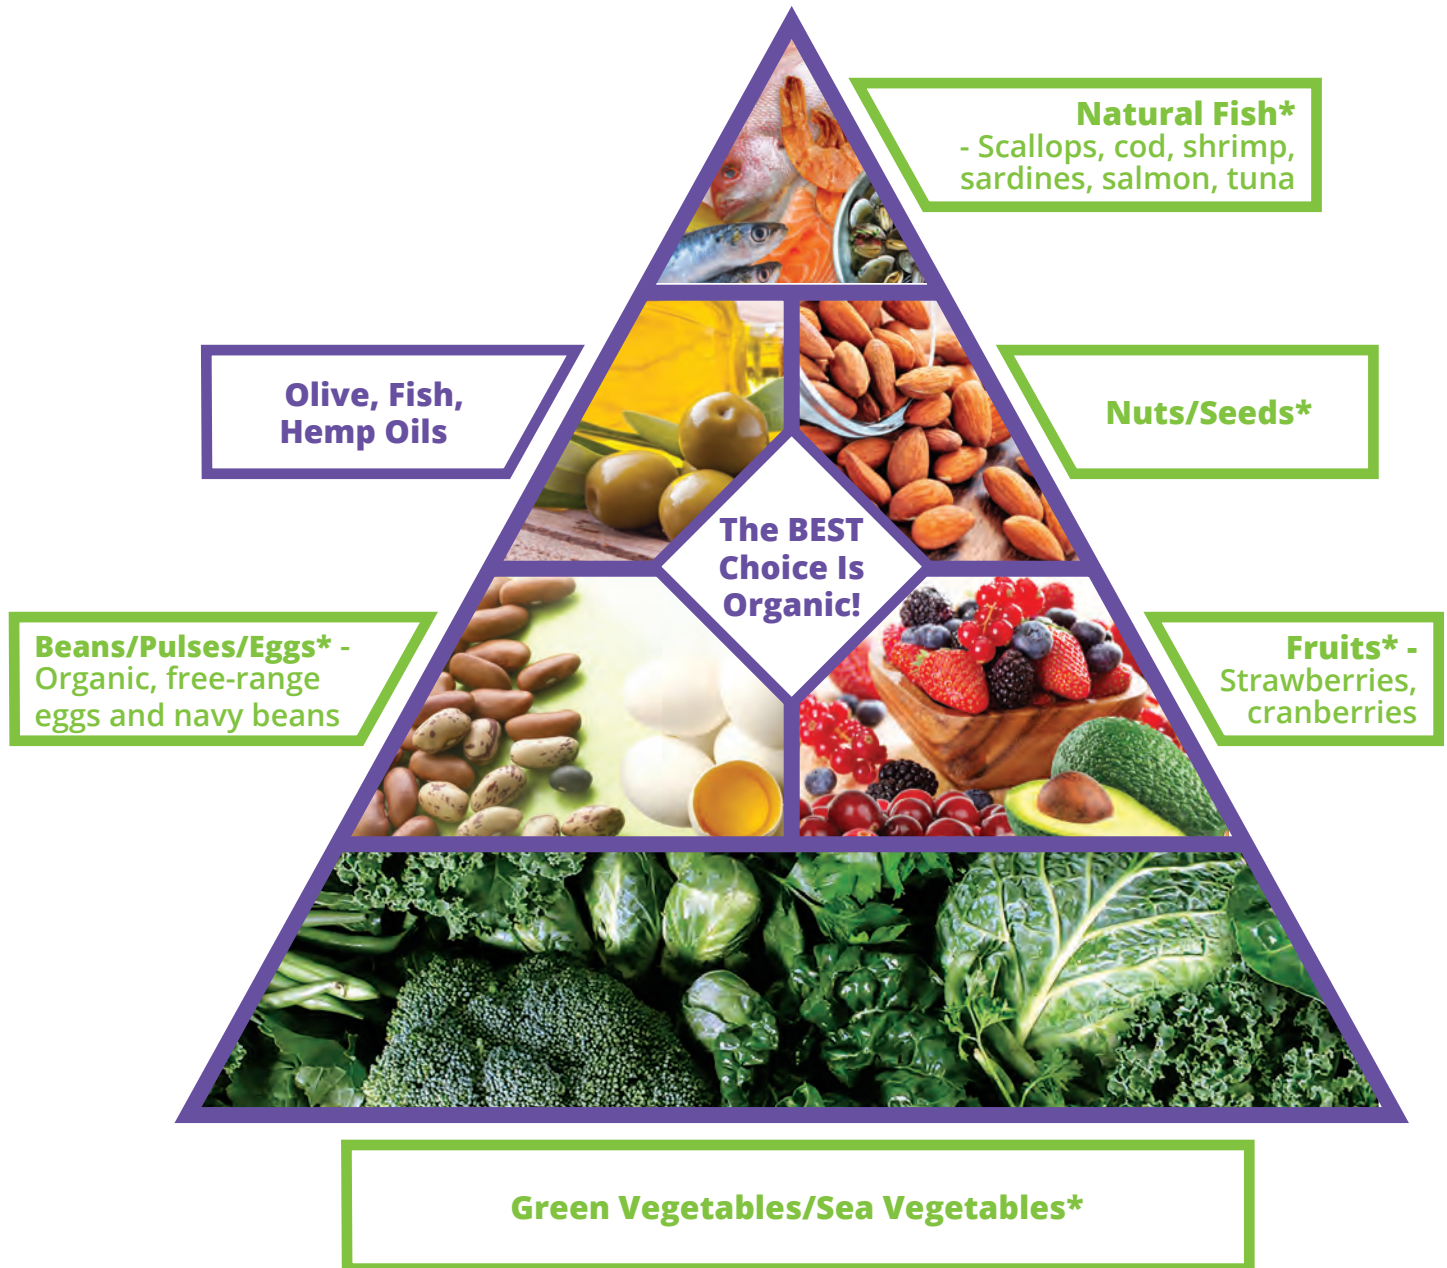 Natural Fish*
- Scallops, cod, shrimp,
sardines, salmon, tuna
Olive, Fish,
Hemp Oils
Nuts/Seeds*
The BEST
Choice Is
Organic!
Beans/Pulses/Eggs* -
Organic, free-range
eggs and navy beans
Fruits* -
Strawberries,
cranberries
Green Vegetables/Sea Vegetables*